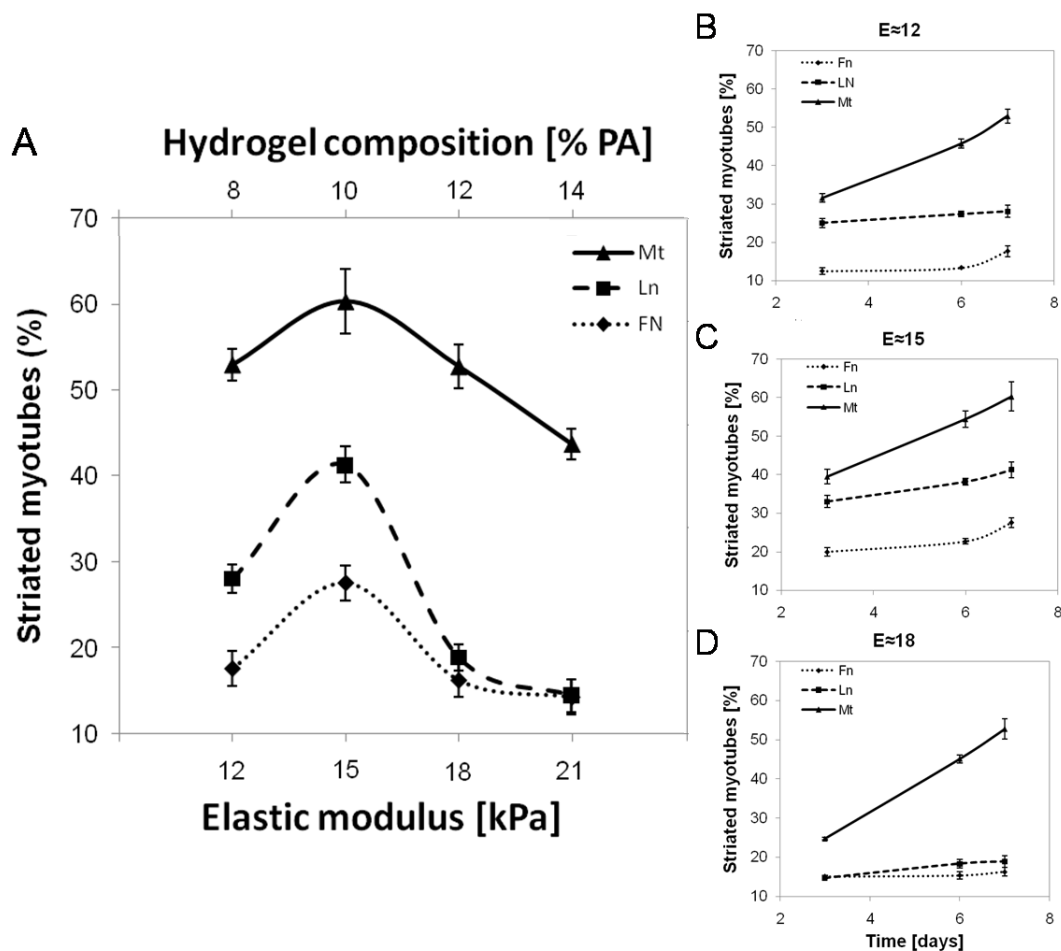 A
Hydrogel composition [% PA]
8 10 12 14
Striated myotubes (%)
70
60
50
40
30
20
10
Mt
Ln
FN
12 15 18 21
Elastic modulus [kPa]
B
E≈12
Striated myotubes [%]
70
60
50
40
30
20
10
Fn
LN
Mt
2 4 6 8
C
E≈15
Striated myotubes [%]
70
60
50
40
30
20
10
Fn
Ln
Mt
2 4 6 8
D
E≈18
Striated myotubes [%]
70
60
50
40
30
20
10
Fn
Ln
Mt
2 4 6 8
Time [days]